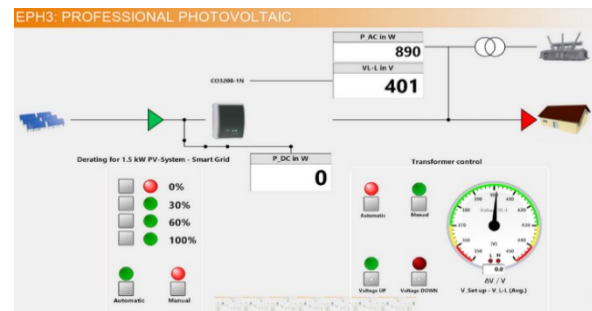 EPH3: PROFESSIONAL PHOTOVOLTAIC
P_AC in W
890
VL-L in V
401
CO3208-1N
Derating for 1.5 kW PV-System - Smart Grid
P_DC in W
0
0%
30%
60%
100%
Automatic
Manual
Transformer control
Automatic
Manual
Voltage UP
Voltage DOWN
[V]
L H
0.0
ΔV / V
V_Set up - V_L-L (Avg.)